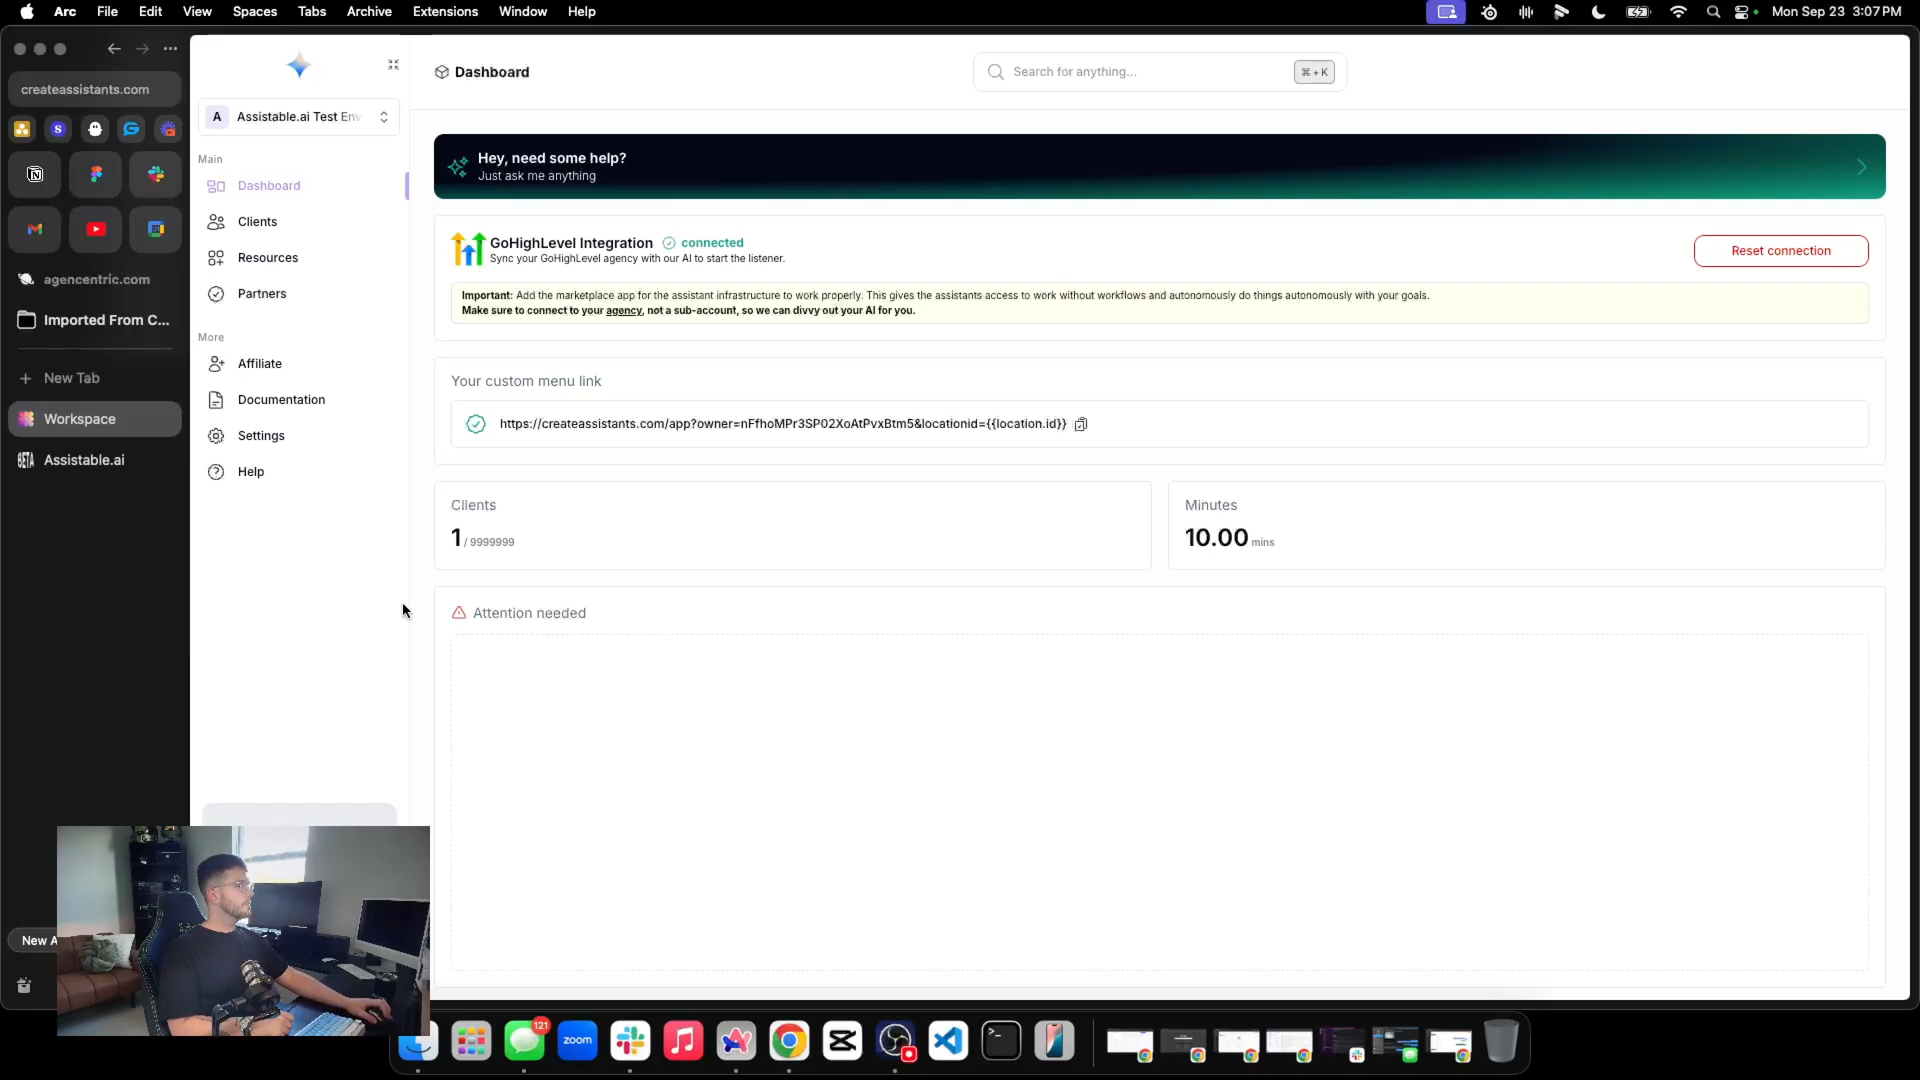 Arc File Edit View Spaces Tabs Archive Extensions Window Help
Mon Sep 23 3:07 PM
createassistants.com
agencentric.com
Imported From C...
New Tab
Workspace
BETA
Assistable.ai
New A
A Assistable.ai Test Env
Main
Dashboard
Clients
Resources
Partners
More
Affiliate
Documentation
Settings
Help
Dashboard
Search for anything...
⌘ + K
Hey, need some help?
Just ask me anything
GoHighLevel Integration connected
Sync your GoHighLevel agency with our AI to start the listener.
Reset connection
Important: Add the marketplace app for the assistant infrastructure to work properly. This gives the assistants access to work without workflows and autonomously do things autonomously with your goals.
Make sure to connect to your agency, not a sub-account, so we can divvy out your AI for you.
Your custom menu link
https://createassistants.com/app?owner=nFfhoMPr3SP02XoAtPvxBtm5&locationid={{location.id}}
Clients
1 / 9999999
Minutes
10.00 mins
Attention needed
121
zoom